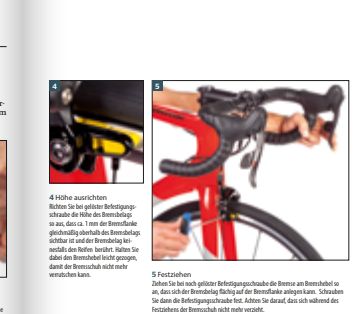 4
5
4 Höhe ausrichten
Richten Sie bei gelöster Befestigungs-
schraube die Höhe des Bremsbelags
so aus, dass ca. 1 mm der Bremsflanke
gleichmäßig oberhalb des Bremsbelags
sichtbar ist und der Bremsbelag kei-
nesfalls den Reifen berührt. Halten Sie
dabei den Bremshebel leicht gezogen,
damit der Bremsschuh nicht mehr
verrutschen kann.
5 Festziehen
Ziehen Sie bei noch gelöster Befestigungsschraube die Bremse am Bremshebel so
an, dass sich der Bremsbelag flächig auf der Bremsflanke anlegen kann. Schrauben
Sie dann die Befestigungsschraube fest. Achten Sie darauf, dass sich während des
Festziehens der Bremsschuh nicht mehr verzieht.